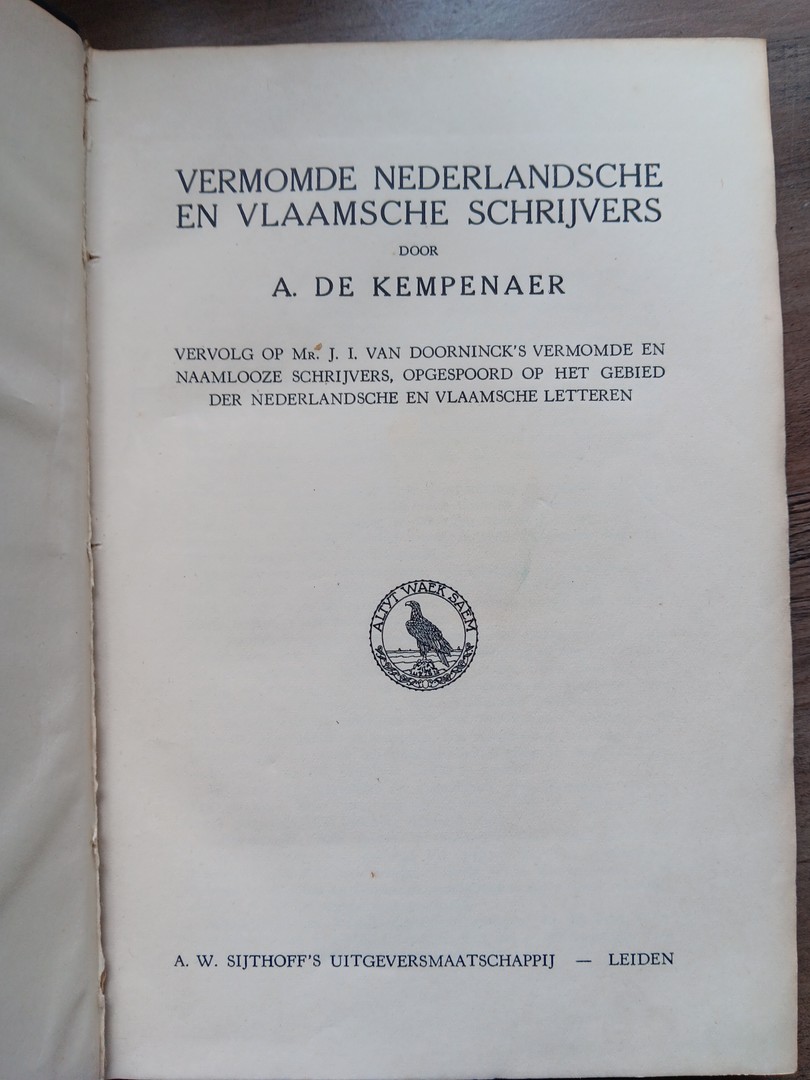 VERMOMDE NEDERLANDSCHE
EN VLAAMSCHE SCHRIJVERS
DOOR
A. DE KEMPENAER
VERVOLG OP MR. J. I. VAN DOORNINCK'S VERMOMDE EN
NAAMLOOZE SCHRIJVERS, OPGESPOORD OP HET GEBIED
DER NEDERLANDSCHE EN VLAAMSCHE LETTEREN
ALTYT WAEK SAEM
A. W. SIJTHOFF'S UITGEVERSMAATSCHAPPIJ — LEIDEN